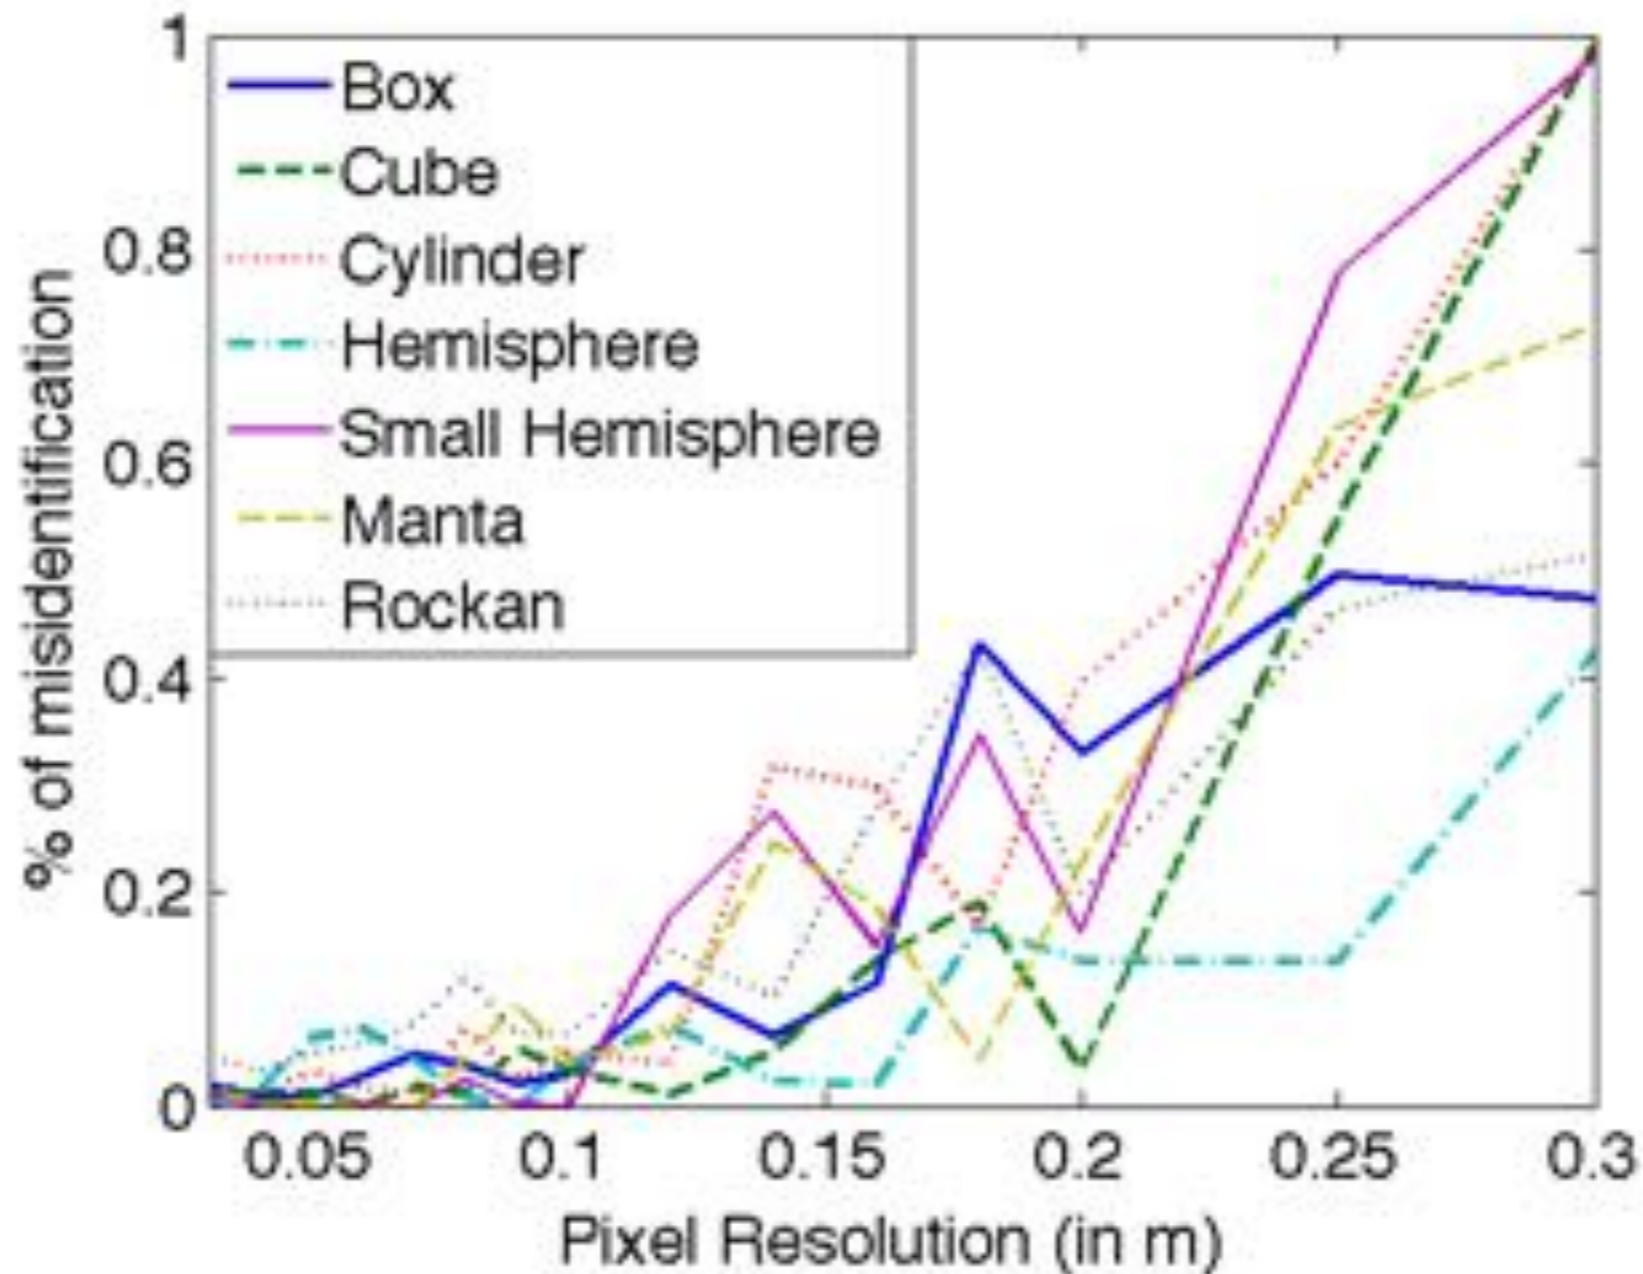 1
0.8
0.6
0.4
0.2
0
% of misidentification
Box
Cube
Cylinder
Hemisphere
Small Hemisphere
Manta
Rockan
0.05 0.1 0.15 0.2 0.25 0.3
Pixel Resolution (in m)